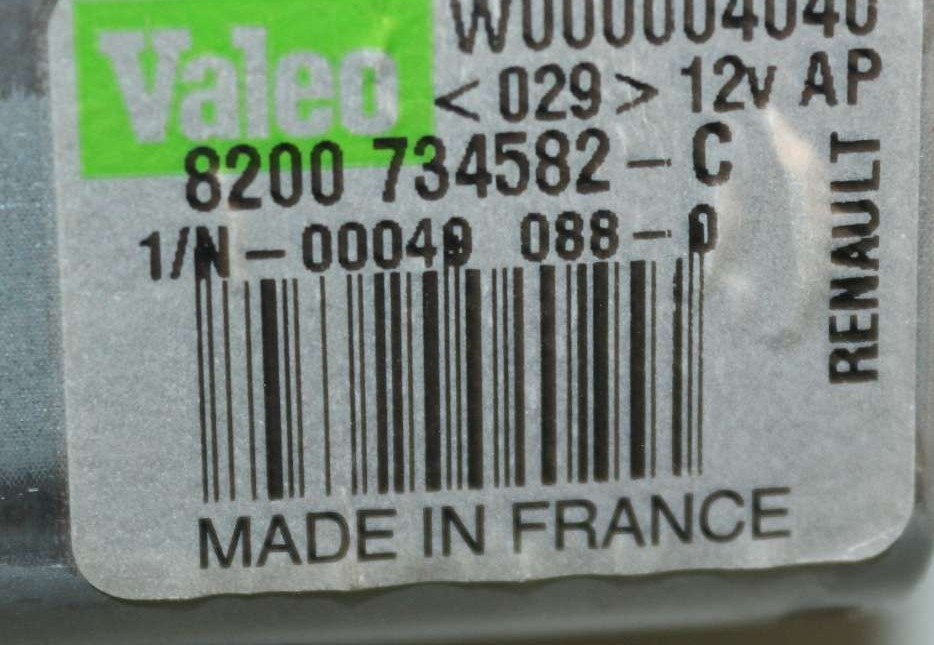 Valeo
W000004040
<029> 12v AP
8200 734582-C
1/N-00049 088-0
RENAULT
MADE IN FRANCE